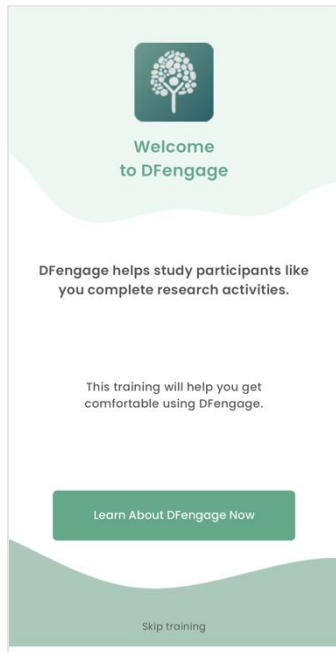 Welcome
to DFengage
DFengage helps study participants like
you complete research activities.
This training will help you get
comfortable using DFengage.
Learn About DFengage Now
Skip training